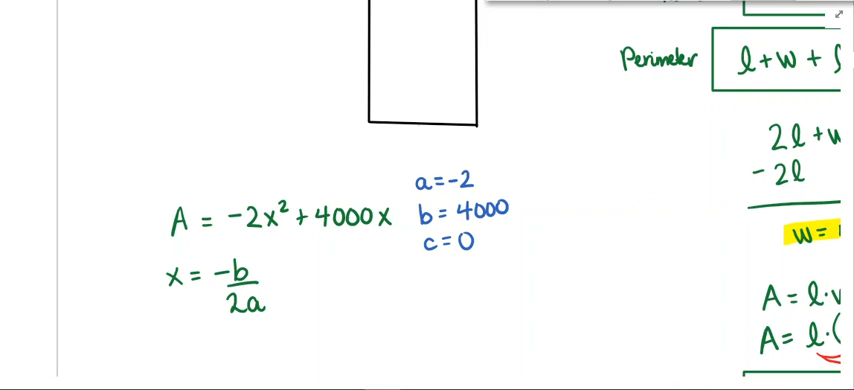 Perimeter l+w+
2l+w
-2l
w=
A = -2x²+4000x
a=-2
b=4000
c=0
x = -b/2a
A=l·w
A=l·(